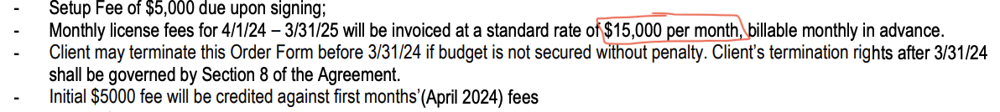 - Setup Fee of $5,000 due upon signing;
- Monthly license fees for 4/1/24 – 3/31/25 will be invoiced at a standard rate of $15,000 per month, billable monthly in advance.
- Client may terminate this Order Form before 3/31/24 if budget is not secured without penalty. Client’s termination rights after 3/31/24
shall be governed by Section 8 of the Agreement.
- Initial $5000 fee will be credited against first months’(April 2024) fees